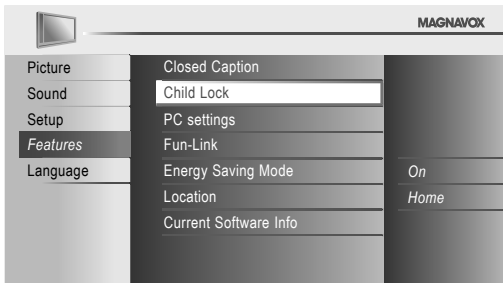 MAGNAVOX
Picture
Sound
Setup
Features
Language
Closed Caption
Child Lock
PC settings
Fun-Link
Energy Saving Mode
Location
Current Software Info
On
Home